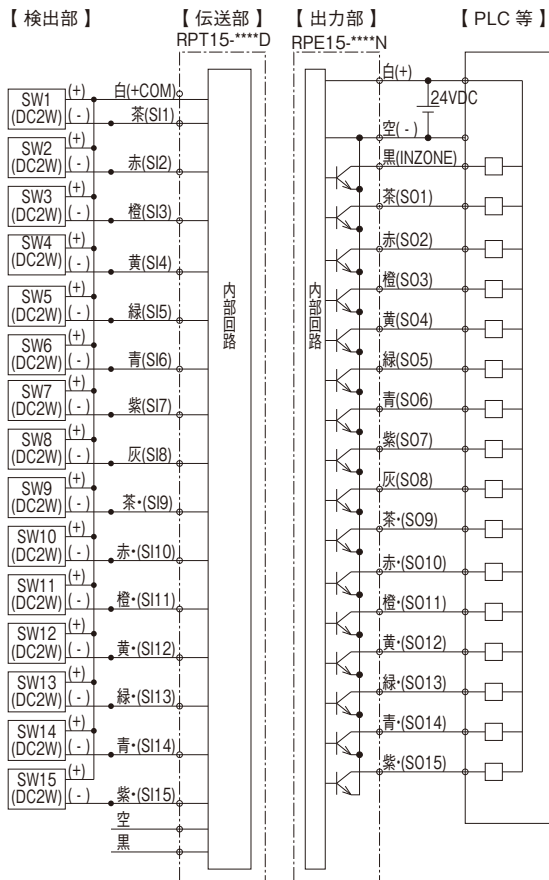 【 検出部 】
【 伝送部 】
RPT15-****D
【 出力部 】
RPE15-****N
【 PLC 等 】
SW1
(DC2W)
(+)
(-)
白(+COM)
茶(SI1)
SW2
(DC2W)
(+)
(-)
赤(SI2)
SW3
(DC2W)
(+)
(-)
橙(SI3)
SW4
(DC2W)
(+)
(-)
黄(SI4)
SW5
(DC2W)
(+)
(-)
緑(SI5)
SW6
(DC2W)
(+)
(-)
青(SI6)
SW7
(DC2W)
(+)
(-)
紫(SI7)
SW8
(DC2W)
(+)
(-)
灰(SI8)
SW9
(DC2W)
(+)
(-)
茶・(SI9)
SW10
(DC2W)
(+)
(-)
赤・(SI10)
SW11
(DC2W)
(+)
(-)
橙・(SI11)
SW12
(DC2W)
(+)
(-)
黄・(SI12)
SW13
(DC2W)
(+)
(-)
緑・(SI13)
SW14
(DC2W)
(+)
(-)
青・(SI14)
SW15
(DC2W)
(+)
(-)
紫・(SI15)
空
黒
内部回路
内部回路
白(+)
24VDC
空(-)
黒(INZONE)
茶(SO1)
赤(SO2)
橙(SO3)
黄(SO4)
緑(SO5)
青(SO6)
紫(SO7)
灰(SO8)
茶・(SO9)
赤・(SO10)
橙・(SO11)
黄・(SO12)
緑・(SO13)
青・(SO14)
紫・(SO15)